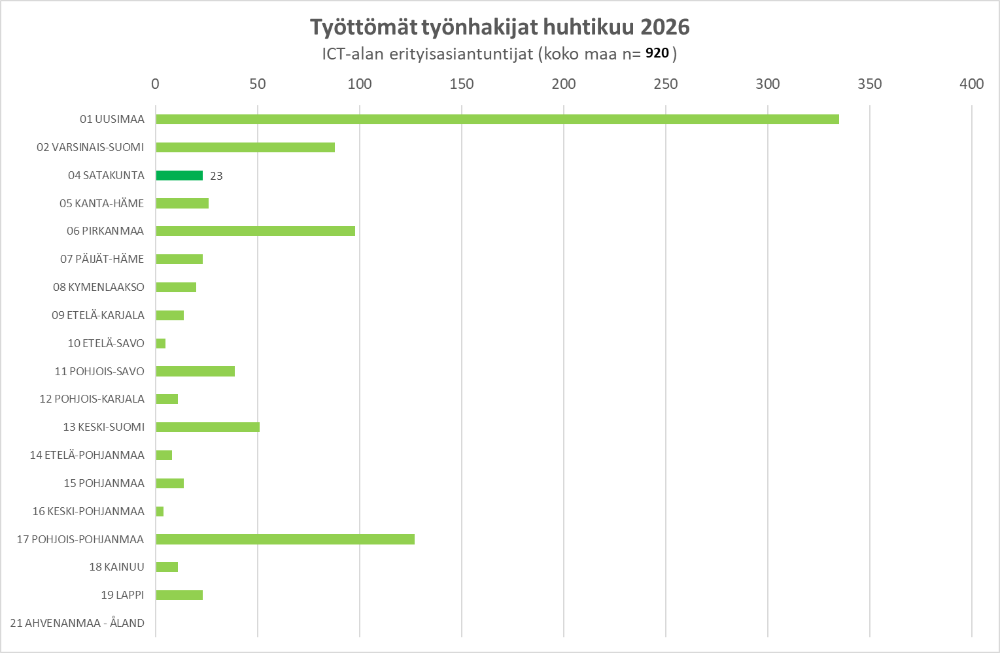 Työttömät työnhakijat huhtikuu 2026
ICT-alan erityisasiantuntijat (koko maa n= 920 )
0 50 100 150 200 250 300 350 400
01 UUSIMAA
02 VARSINAIS-SUOMI
04 SATAKUNTA 23
05 KANTA-HÄME
06 PIRKANMAA
07 PÄIJÄT-HÄME
08 KYMENLAAKSO
09 ETELÄ-KARJALA
10 ETELÄ-SAVO
11 POHJOIS-SAVO
12 POHJOIS-KARJALA
13 KESKI-SUOMI
14 ETELÄ-POHJANMAA
15 POHJANMAA
16 KESKI-POHJANMAA
17 POHJOIS-POHJANMAA
18 KAINUU
19 LAPPI
21 AHVENANMAA - ÅLAND